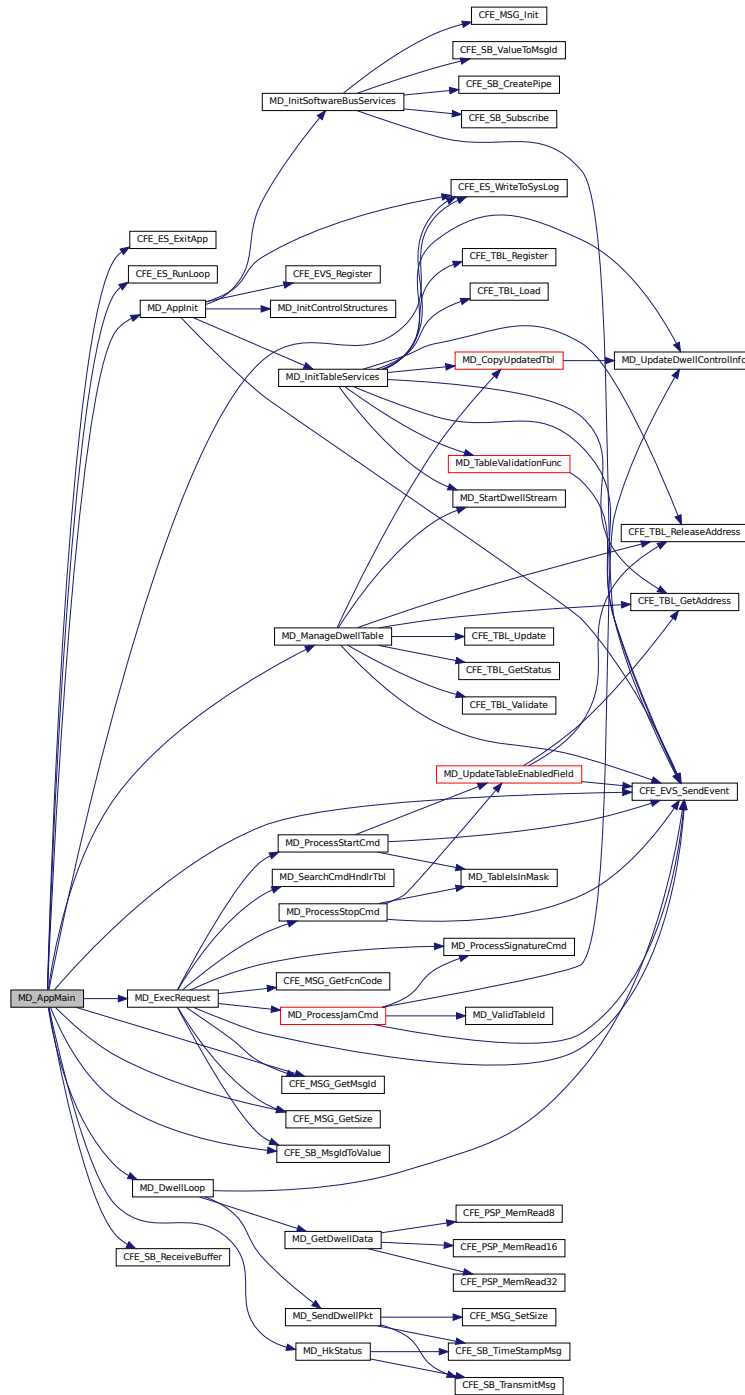 CFE_MSG_Init
CFE_SB_ValueToMsgId
CFE_SB_CreatePipe
MD_InitSoftwareBusServices
CFE_SB_Subscribe
CFE_ES_WriteToSysLog
CFE_ES_ExitApp
CFE_TBL_Register
CFE_ES_RunLoop
CFE_EVS_Register
CFE_TBL_Load
MD_AppInit
MD_InitControlStructures
MD_CopyUpdatedTbl
MD_UpdateDwellControlInfo
MD_InitTableServices
MD_TableValidationFunc
MD_StartDwellStream
CFE_TBL_ReleaseAddress
CFE_TBL_GetAddress
MD_ManageDwellTable
CFE_TBL_Update
CFE_TBL_GetStatus
CFE_TBL_Validate
MD_UpdateTableEnabledField
CFE_EVS_SendEvent
MD_ProcessStartCmd
MD_SearchCmdHndlrTbl
MD_TableIsInMask
MD_ProcessStopCmd
MD_ProcessSignatureCmd
CFE_MSG_GetFcnCode
MD_AppMain
MD_ExecRequest
MD_ProcessJamCmd
MD_ValidTableId
CFE_MSG_GetMsgId
CFE_MSG_GetSize
CFE_SB_MsgIdToValue
MD_DwellLoop
CFE_PSP_MemRead8
MD_GetDwellData
CFE_PSP_MemRead16
CFE_SB_ReceiveBuffer
CFE_PSP_MemRead32
MD_SendDwellPkt
CFE_MSG_SetSize
MD_HkStatus
CFE_SB_TimeStampMsg
CFE_SB_TransmitMsg